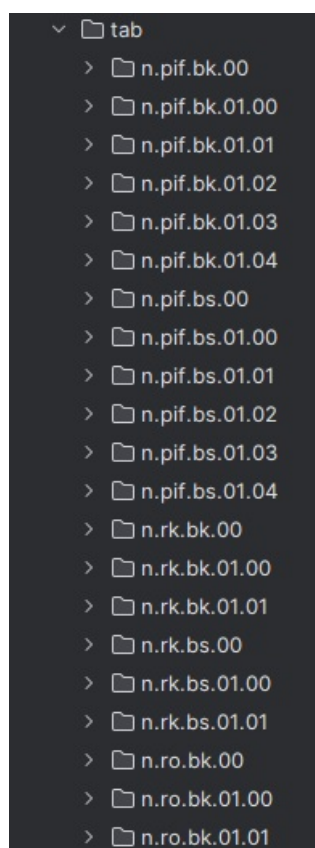 tab
n.pif.bk.00
n.pif.bk.01.00
n.pif.bk.01.01
n.pif.bk.01.02
n.pif.bk.01.03
n.pif.bk.01.04
n.pif.bs.00
n.pif.bs.01.00
n.pif.bs.01.01
n.pif.bs.01.02
n.pif.bs.01.03
n.pif.bs.01.04
n.rk.bk.00
n.rk.bk.01.00
n.rk.bk.01.01
n.rk.bs.00
n.rk.bs.01.00
n.rk.bs.01.01
n.ro.bk.00
n.ro.bk.01.00
n.ro.bk.01.01